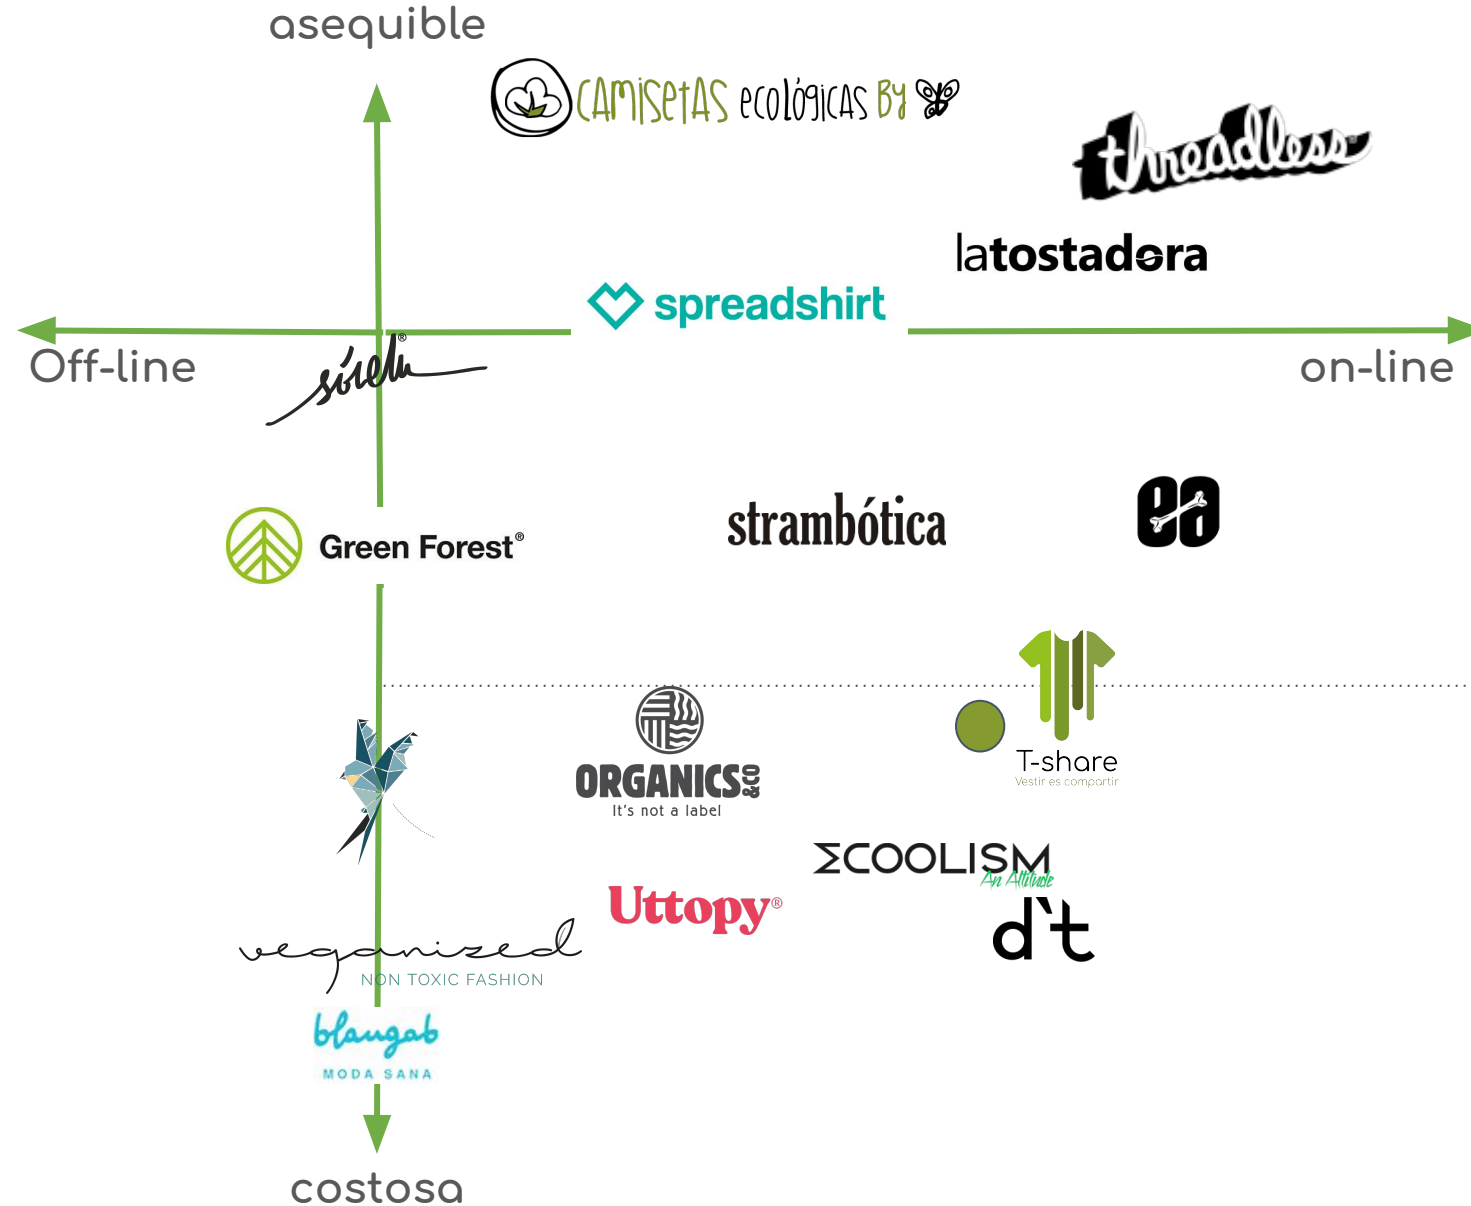 asequible
CAMISETAS ecológicas By
threadless
latostadora
spreadshirt
Off-line
on-line
Green Forest®
strambótica
ea
T-share
Vestir es compartir
ORGANICS &CO
It's not a label
ECOOLISM
An Attitude
Uttopy®
d`t
veganized
NON TOXIC FASHION
blaugab
MODA SANA
costosa